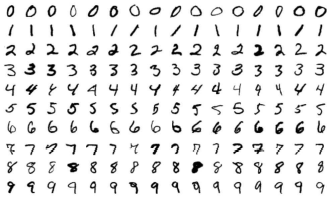 0 0 0 0 0 0 0 0 0 0 0 0 0 0 0 0
1 1 1 1 1 1 1 1 1 1 1 1 1 1 1 1
2 2 2 2 2 2 2 2 2 2 2 2 2 2 2 2
3 3 3 3 3 3 3 3 3 3 3 3 3 3 3 3
4 4 4 4 4 4 4 4 4 4 4 4 4 4 4 4
5 5 5 5 5 5 5 5 5 5 5 5 5 5 5 5
6 6 6 6 6 6 6 6 6 6 6 6 6 6 6 6
7 7 7 7 7 7 7 7 7 7 7 7 7 7 7 7
8 8 8 8 8 8 8 8 8 8 8 8 8 8 8 8
9 9 9 9 9 9 9 9 9 9 9 9 9 9 9 9